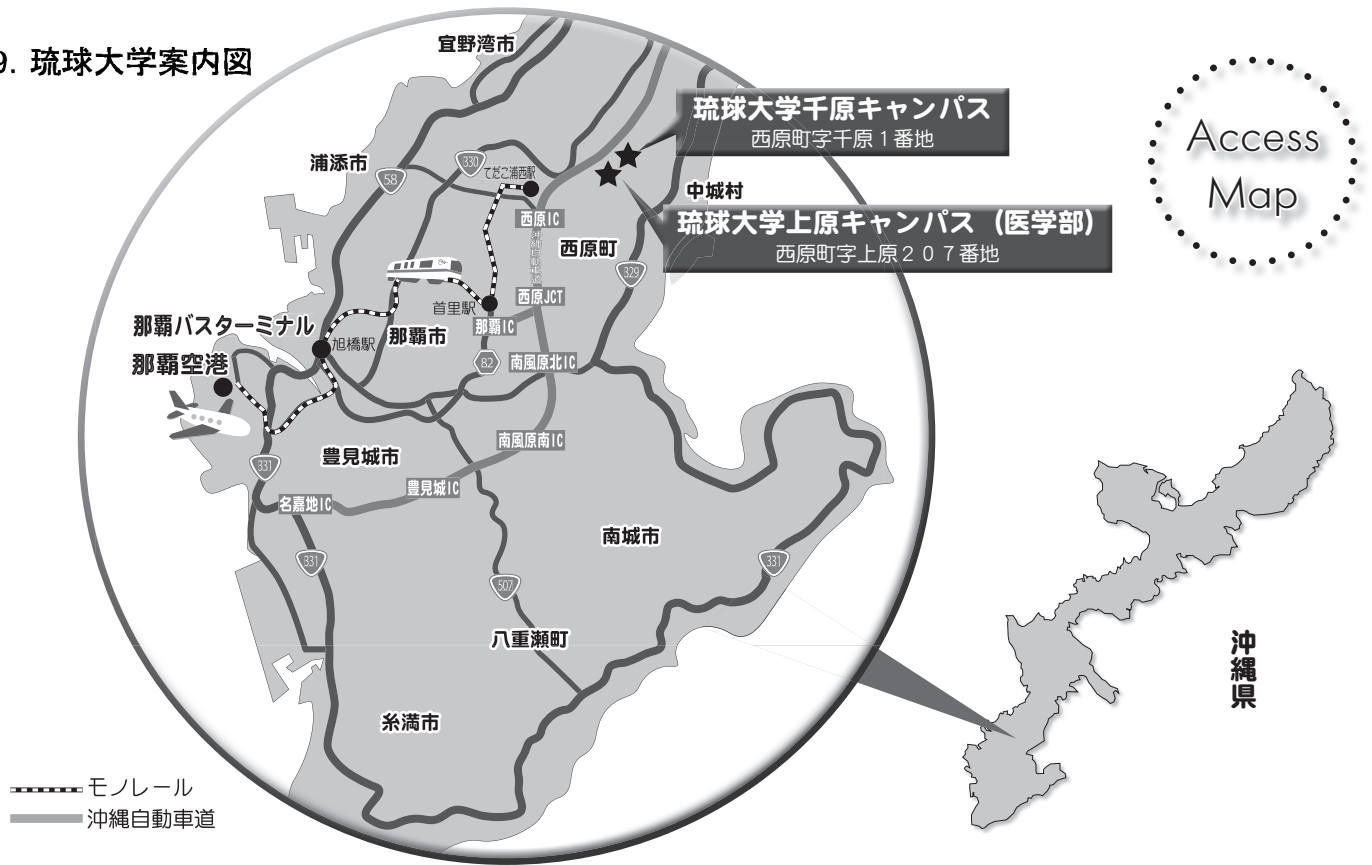 9. 琉球大学案内図
Access
Map
宜野湾市
琉球大学千原キャンパス
西原町字千原1番地
浦添市
58
330
てだこ浦西駅
中城村
西原IC
琉球大学上原キャンパス (医学部)
西原町字上原207番地
沖縄自動車道
西原町
329
西原JCT
首里駅
那覇IC
那覇バスターミナル
旭橋駅
那覇市
那覇空港
82
南風原北IC
南風原南IC
豊見城市
331
豊見城IC
名嘉地IC
南城市
331
331
507
八重瀬町
糸満市
沖縄県
モノレール
沖縄自動車道